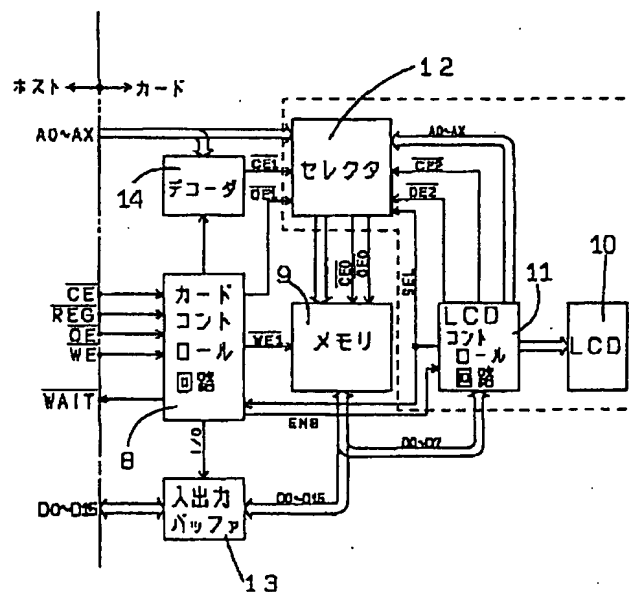 ホスト ←→ カード
A0~AX
14
デコーダ
CE1
OE1
12
セレクタ
A0~AX
CE2
OE2
CE0
OE0
SEL
CE
REG
OE
WE
WAIT
カード
コント
ロール
回路
8
WE1
9
メモリ
11
LCD
コント
ロール
回路
10
LCD
ENB
I/O
D0~D7
D0~D15
D0~D15
入出力
バッファ
13